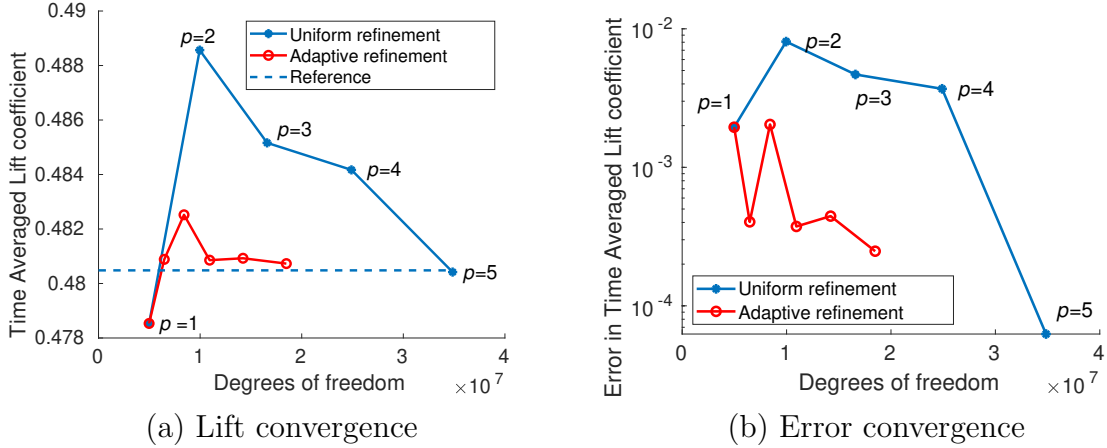 0.49
0.488
0.486
0.484
0.482
0.48
0.478
Time Averaged Lift coefficient
p=2
p=3
p=4
p=5
p =1
Uniform refinement
Adaptive refinement
Reference
0 1 2 3 4
Degrees of freedom ×10^7
(a) Lift convergence
10^-2
10^-3
10^-4
Error in Time Averaged Lift coefficient
p=1
p=2
p=3
p=4
p=5
Uniform refinement
Adaptive refinement
0 1 2 3 4
Degrees of freedom ×10^7
(b) Error convergence